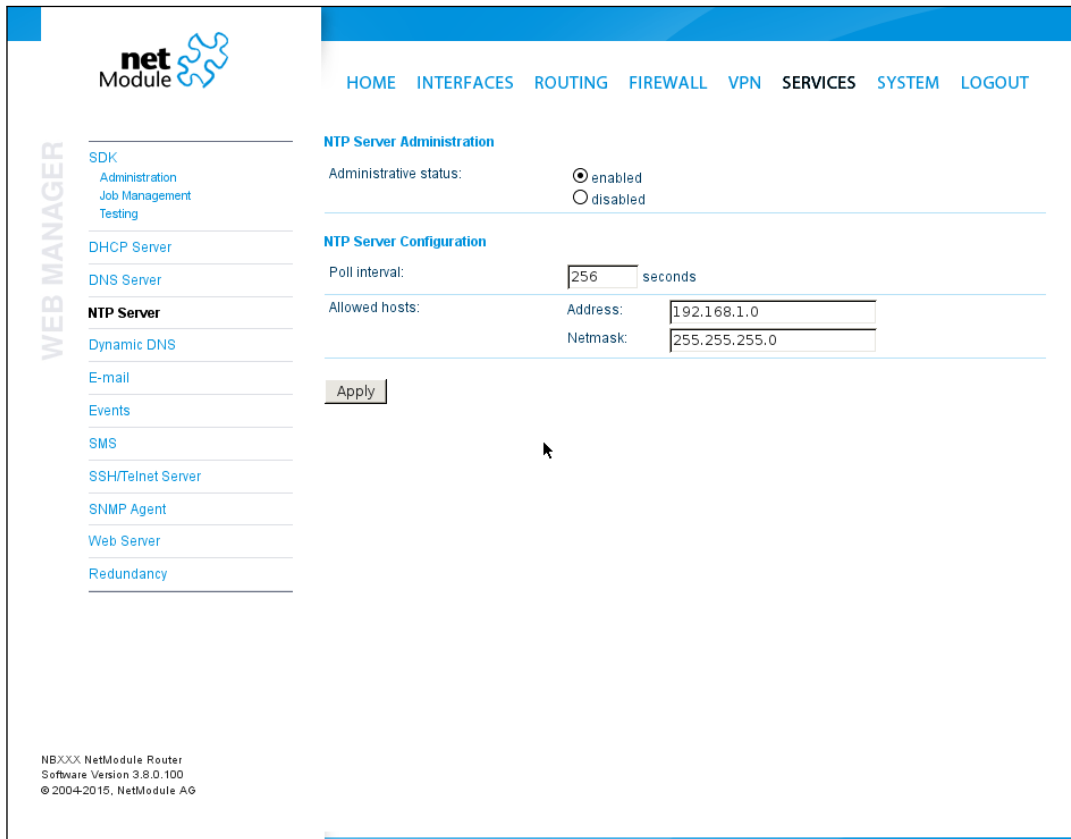 net
Module
HOME INTERFACES ROUTING FIREWALL VPN SERVICES SYSTEM LOGOUT
WEB MANAGER
SDK
Administration
Job Management
Testing
DHCP Server
DNS Server
NTP Server
Dynamic DNS
E-mail
Events
SMS
SSH/Telnet Server
SNMP Agent
Web Server
Redundancy
NTP Server Administration
Administrative status: enabled
disabled
NTP Server Configuration
Poll interval: 256 seconds
Allowed hosts: Address: 192.168.1.0
Netmask: 255.255.255.0
Apply
NBXXX NetModule Router
Software Version 3.8.0.100
© 2004-2015, NetModule AG